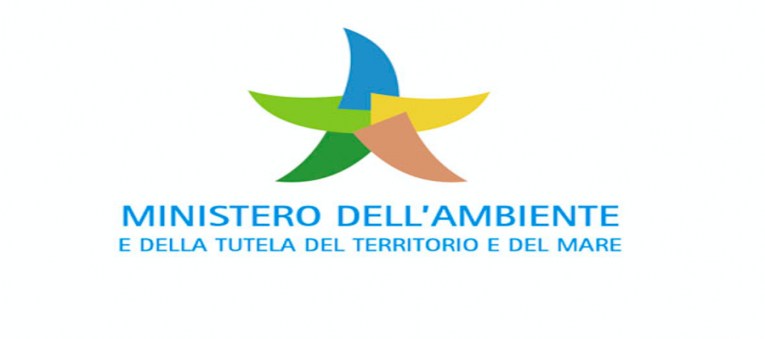 MINISTERO DELL'AMBIENTE
E DELLA TUTELA DEL TERRITORIO E DEL MARE